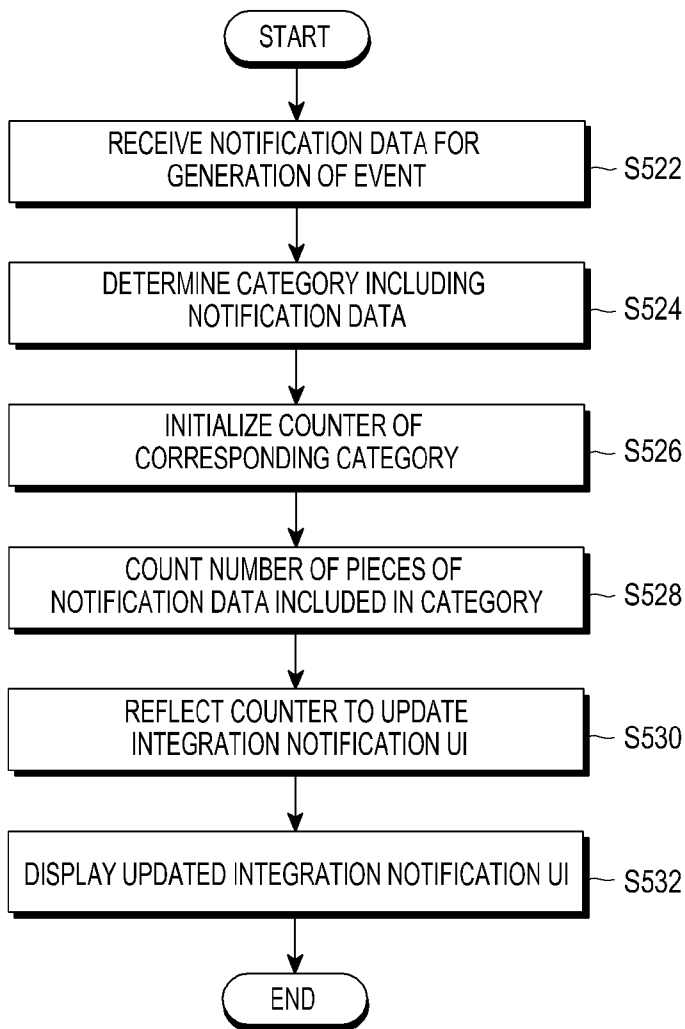 START
RECEIVE NOTIFICATION DATA FOR
GENERATION OF EVENT
S522
DETERMINE CATEGORY INCLUDING
NOTIFICATION DATA
S524
INITIALIZE COUNTER OF
CORRESPONDING CATEGORY
S526
COUNT NUMBER OF PIECES OF
NOTIFICATION DATA INCLUDED IN CATEGORY
S528
REFLECT COUNTER TO UPDATE
INTEGRATION NOTIFICATION UI
S530
DISPLAY UPDATED INTEGRATION NOTIFICATION UI
S532
END